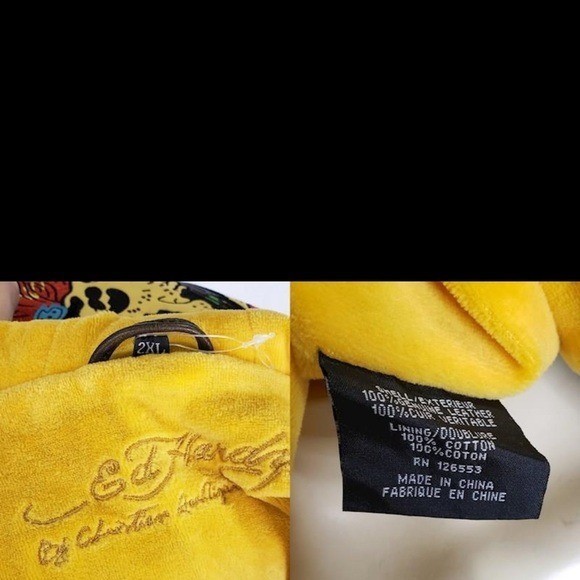 2XL
Ed Hardy
By Christian Audigier
SHELL/EXTERIEUR
100%GENUINE LEATHER
100%CUIR VERITABLE
LINING/DOUBLURE
100% COTTON
100%COTON
RN 126553
MADE IN CHINA
FABRIQUE EN CHINE